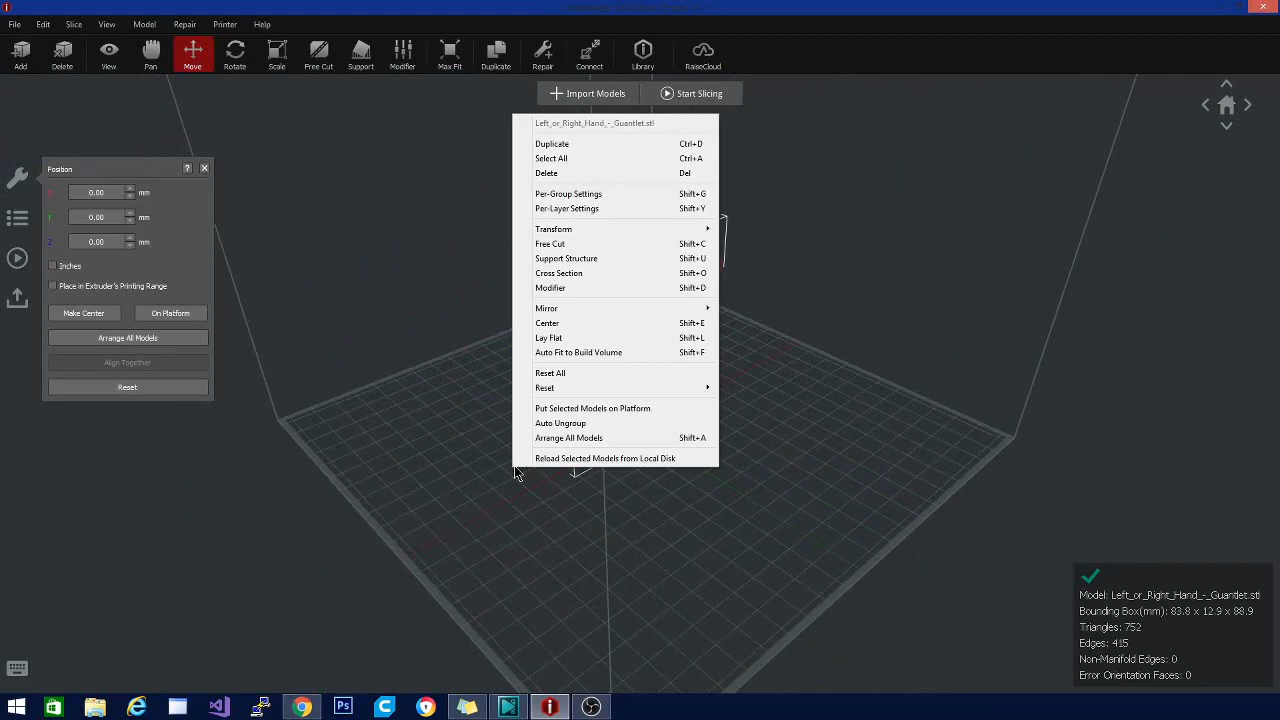 File Edit Slice View Model Repair Printer Help
Add Delete View Pan Move Rotate Scale Free Cut Support Modifier Max Fit Duplicate Repair Connect Library RaiseCloud
Import Models Start Slicing
Left_or_Right_Hand_-_Guantlet.stl
Duplicate Ctrl+D
Select All Ctrl+A
Delete Del
Per-Group Settings Shift+G
Per-Layer Settings Shift+Y
Transform
Free Cut Shift+C
Support Structure Shift+U
Cross Section Shift+O
Modifier Shift+D
Mirror
Center Shift+E
Lay Flat Shift+L
Auto Fit to Build Volume Shift+F
Reset All
Reset
Put Selected Models on Platform
Auto Ungroup
Arrange All Models Shift+A
Reload Selected Models from Local Disk
Position ?
X 0.00 mm
Y 0.00 mm
Z 0.00 mm
Inches
Place in Extruder's Printing Range
Make Center On Platform
Arrange All Models
Align Together
Reset
Model: Left_or_Right_Hand_-_Guantlet.stl
Bounding Box(mm): 83.8 x 12.9 x 88.9
Triangles: 752
Edges: 415
Non-Manifold Edges: 0
Error Orientation Faces: 0
Ps